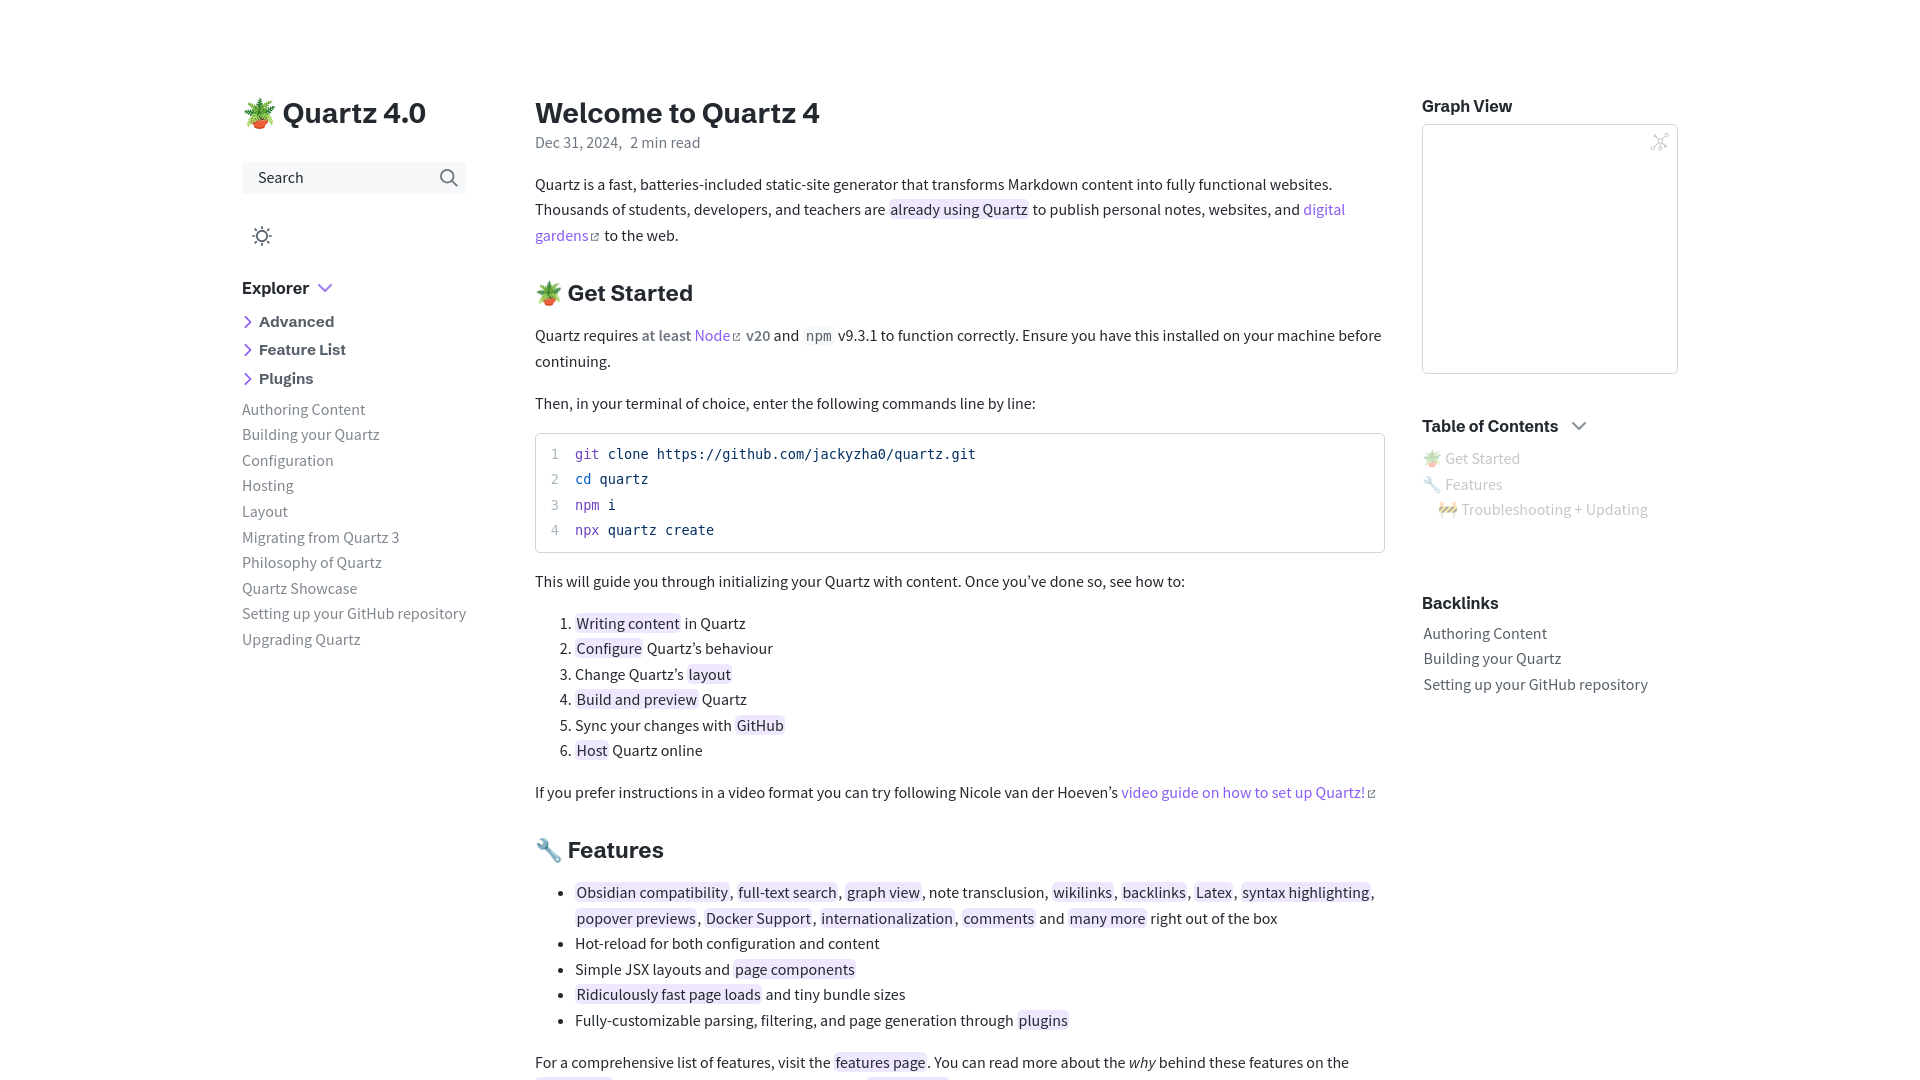 🪴 Quartz 4.0
Search
Explorer
Advanced
Feature List
Plugins
Authoring Content
Building your Quartz
Configuration
Hosting
Layout
Migrating from Quartz 3
Philosophy of Quartz
Quartz Showcase
Setting up your GitHub repository
Upgrading Quartz
Welcome to Quartz 4
Dec 31, 2024, 2 min read
Quartz is a fast, batteries-included static-site generator that transforms Markdown content into fully functional websites.
Thousands of students, developers, and teachers are already using Quartz to publish personal notes, websites, and digital
gardens to the web.
🪴 Get Started
Quartz requires at least Node v20 and npm v9.3.1 to function correctly. Ensure you have this installed on your machine before
continuing.
Then, in your terminal of choice, enter the following commands line by line:
1 git clone https://github.com/jackyzha0/quartz.git
2 cd quartz
3 npm i
4 npx quartz create
This will guide you through initializing your Quartz with content. Once you’ve done so, see how to:
1. Writing content in Quartz
2. Configure Quartz’s behaviour
3. Change Quartz’s layout
4. Build and preview Quartz
5. Sync your changes with GitHub
6. Host Quartz online
If you prefer instructions in a video format you can try following Nicole van der Hoeven’s video guide on how to set up Quartz!
🔧 Features
• Obsidian compatibility, full-text search, graph view, note transclusion, wikilinks, backlinks, Latex, syntax highlighting,
popover previews, Docker Support, internationalization, comments and many more right out of the box
• Hot-reload for both configuration and content
• Simple JSX layouts and page components
• Ridiculously fast page loads and tiny bundle sizes
• Fully-customizable parsing, filtering, and page generation through plugins
For a comprehensive list of features, visit the features page. You can read more about the why behind these features on the
Graph View
Table of Contents
🪴 Get Started
🔧 Features
🚧 Troubleshooting + Updating
Backlinks
Authoring Content
Building your Quartz
Setting up your GitHub repository